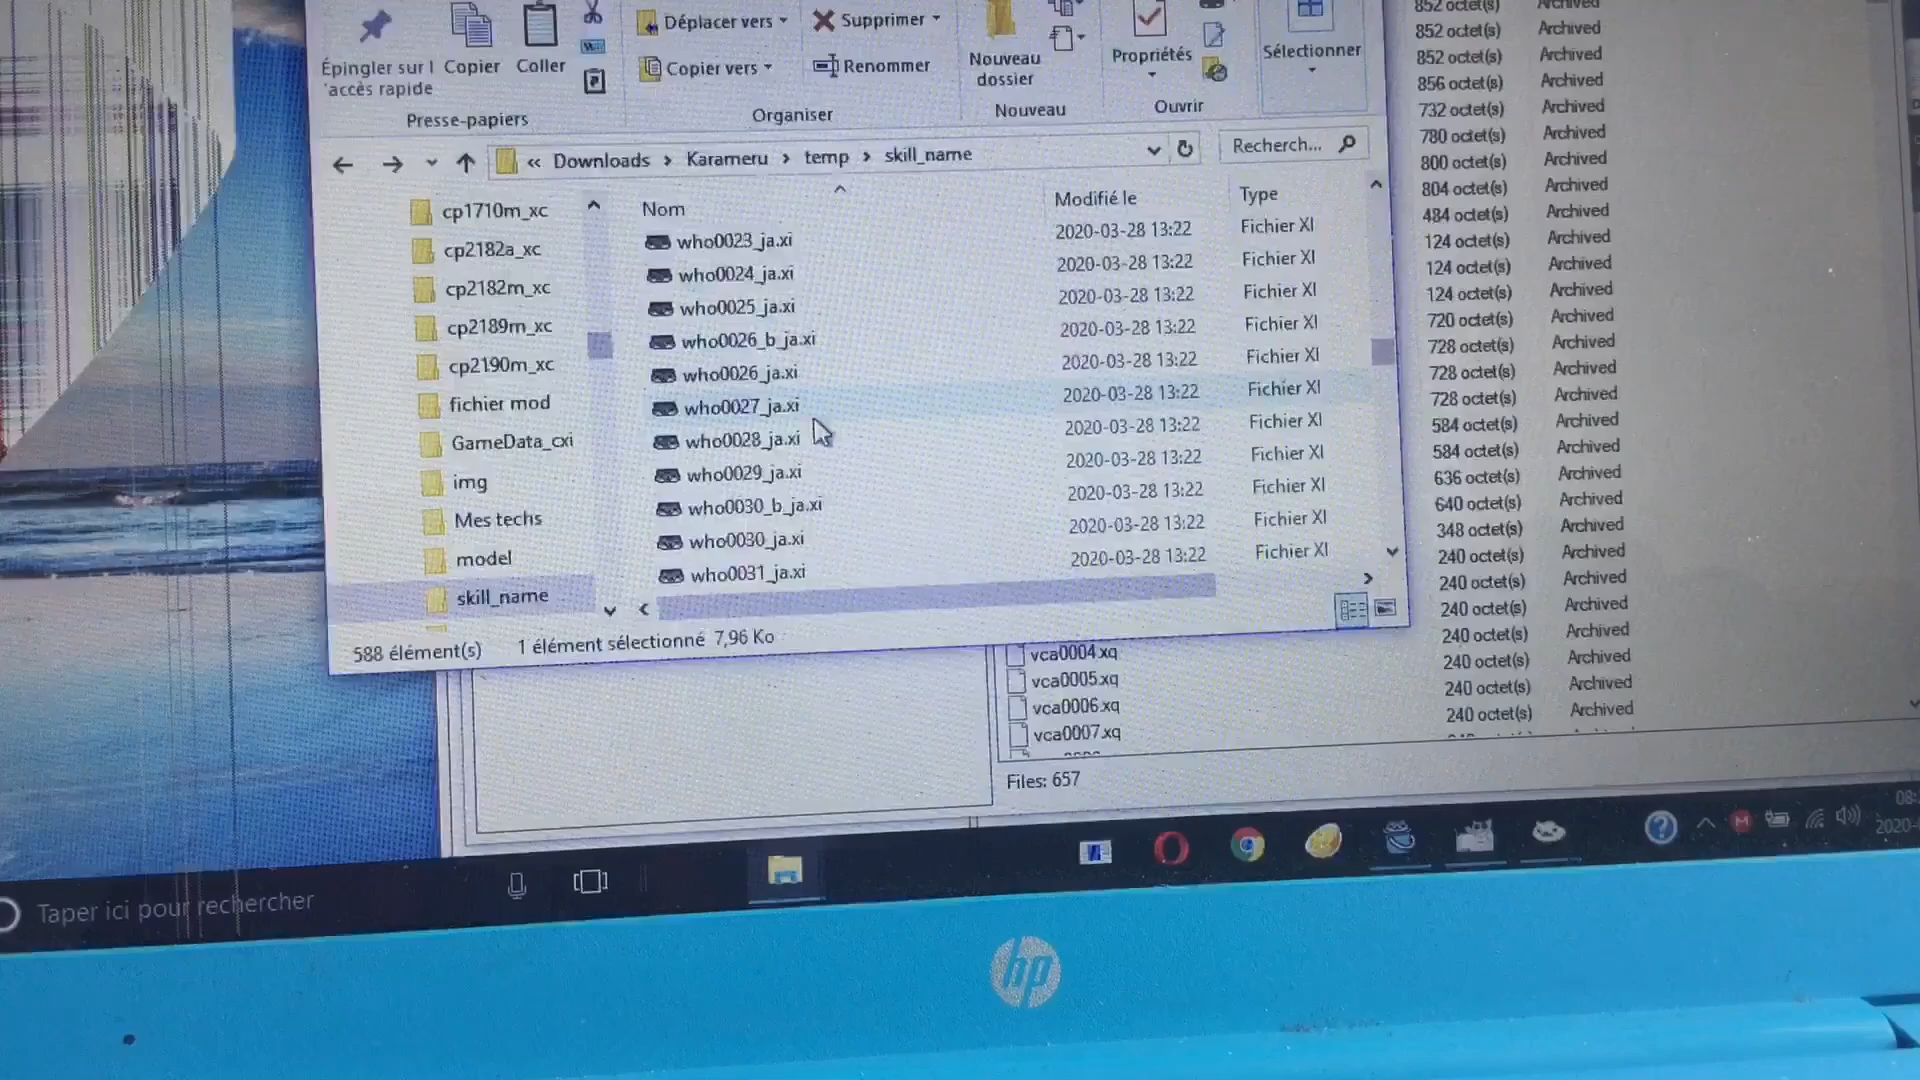 Déplacer vers
Supprimer
Épingler sur l
'accès rapide
Copier
Coller
Copier vers
Renommer
Nouveau
dossier
Propriétés
Sélectionner
Presse-papiers
Organiser
Nouveau
Ouvrir
« Downloads > Karameru > temp > skill_name
Recherch...
cp1710m_xc
cp2182a_xc
cp2182m_xc
cp2189m_xc
cp2190m_xc
fichier mod
GameData_cxi
img
Mes techs
model
skill_name
Nom Modifié le Type
who0023_ja.xi 2020-03-28 13:22 Fichier XI
who0024_ja.xi 2020-03-28 13:22 Fichier XI
who0025_ja.xi 2020-03-28 13:22 Fichier XI
who0026_b_ja.xi 2020-03-28 13:22 Fichier XI
who0026_ja.xi 2020-03-28 13:22 Fichier XI
who0027_ja.xi 2020-03-28 13:22 Fichier XI
who0028_ja.xi 2020-03-28 13:22 Fichier XI
who0029_ja.xi 2020-03-28 13:22 Fichier XI
who0030_b_ja.xi 2020-03-28 13:22 Fichier XI
who0030_ja.xi 2020-03-28 13:22 Fichier XI
who0031_ja.xi 2020-03-28 13:22 Fichier XI
588 élément(s) 1 élément sélectionné 7,96 Ko
852 octet(s) Archived
852 octet(s) Archived
852 octet(s) Archived
856 octet(s) Archived
732 octet(s) Archived
780 octet(s) Archived
800 octet(s) Archived
804 octet(s) Archived
484 octet(s) Archived
124 octet(s) Archived
124 octet(s) Archived
124 octet(s) Archived
720 octet(s) Archived
728 octet(s) Archived
728 octet(s) Archived
728 octet(s) Archived
584 octet(s) Archived
584 octet(s) Archived
636 octet(s) Archived
640 octet(s) Archived
348 octet(s) Archived
240 octet(s) Archived
240 octet(s) Archived
240 octet(s) Archived
240 octet(s) Archived
240 octet(s) Archived
240 octet(s) Archived
240 octet(s) Archived
vca0004.xq
vca0005.xq
vca0006.xq
vca0007.xq
Files: 657
Taper ici pour rechercher
hp